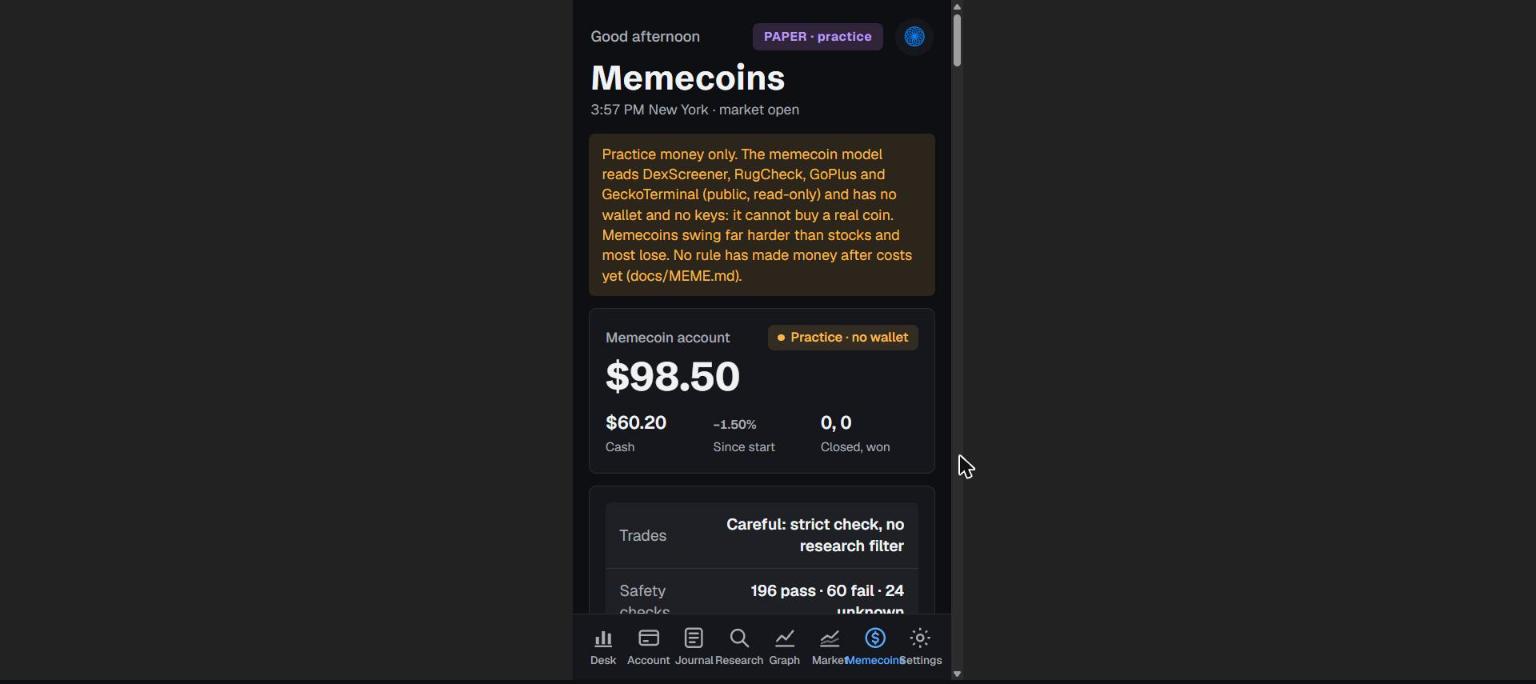 Good afternoon
PAPER · practice
Memecoins
3:57 PM New York · market open
Practice money only. The memecoin model
reads DexScreener, RugCheck, GoPlus and
GeckoTerminal (public, read-only) and has no
wallet and no keys: it cannot buy a real coin.
Memecoins swing far harder than stocks and
most lose. No rule has made money after costs
yet (docs/MEME.md).
Memecoin account
Practice · no wallet
$98.50
$60.20
-1.50%
0, 0
Cash
Since start
Closed, won
Trades
Careful: strict check, no
research filter
Safety
196 pass · 60 fail · 24
checks
unknown
Desk
Account
Journal
Research
Graph
Market
Memecoins
Settings